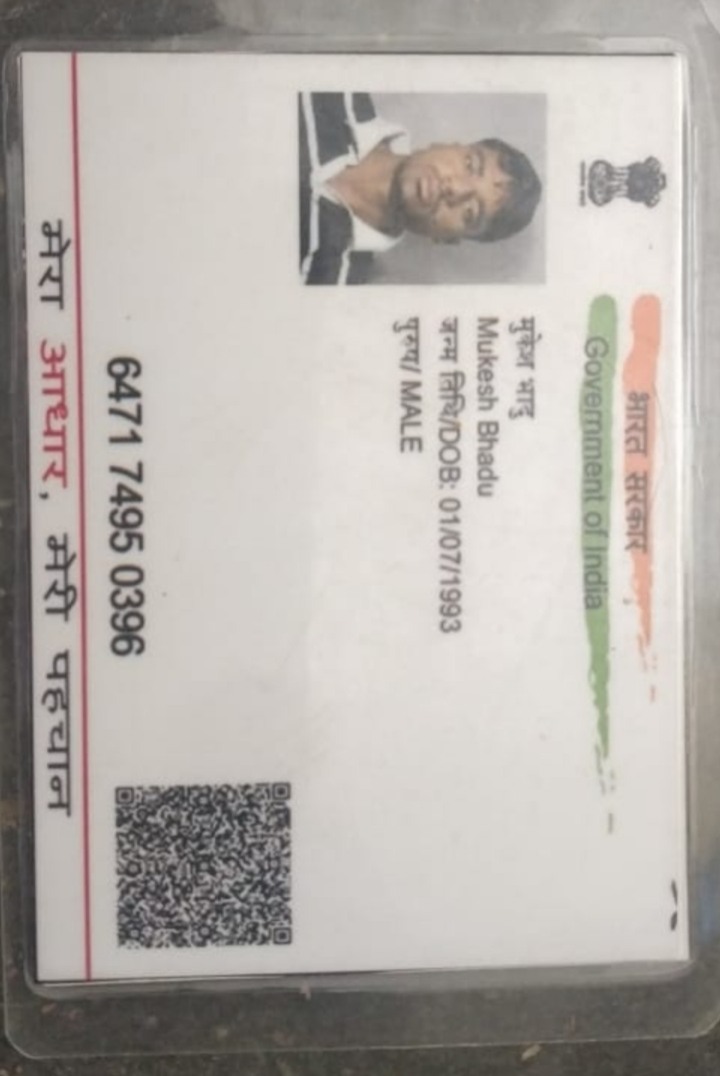 भारत सरकार
Government of India
मुकेश भादु
Mukesh Bhadu
जन्म तिथि/DOB: 01/07/1993
पुरुष/ MALE
6471 7495 0396
मेरा आधार, मेरी पहचान